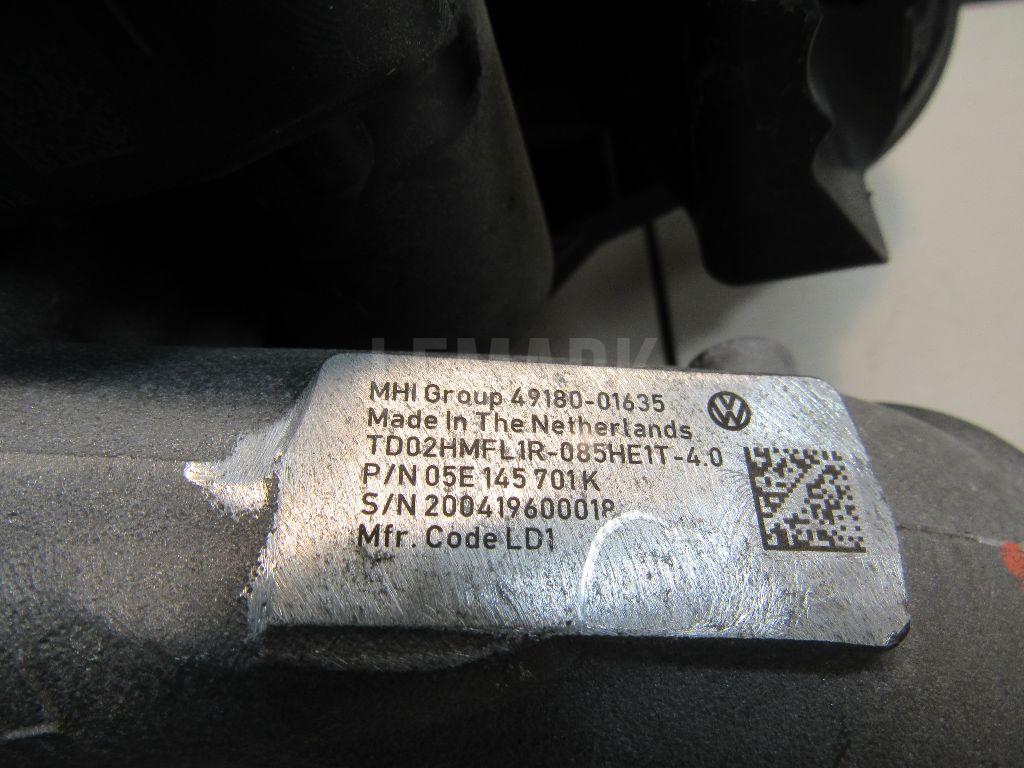 LEMARK
MHI Group 49180-01635
Made In The Netherlands
TD02HMFL1R-085HE1T-4.0
P/N 05E 145 701K
S/N 200419600018
Mfr. Code LD1